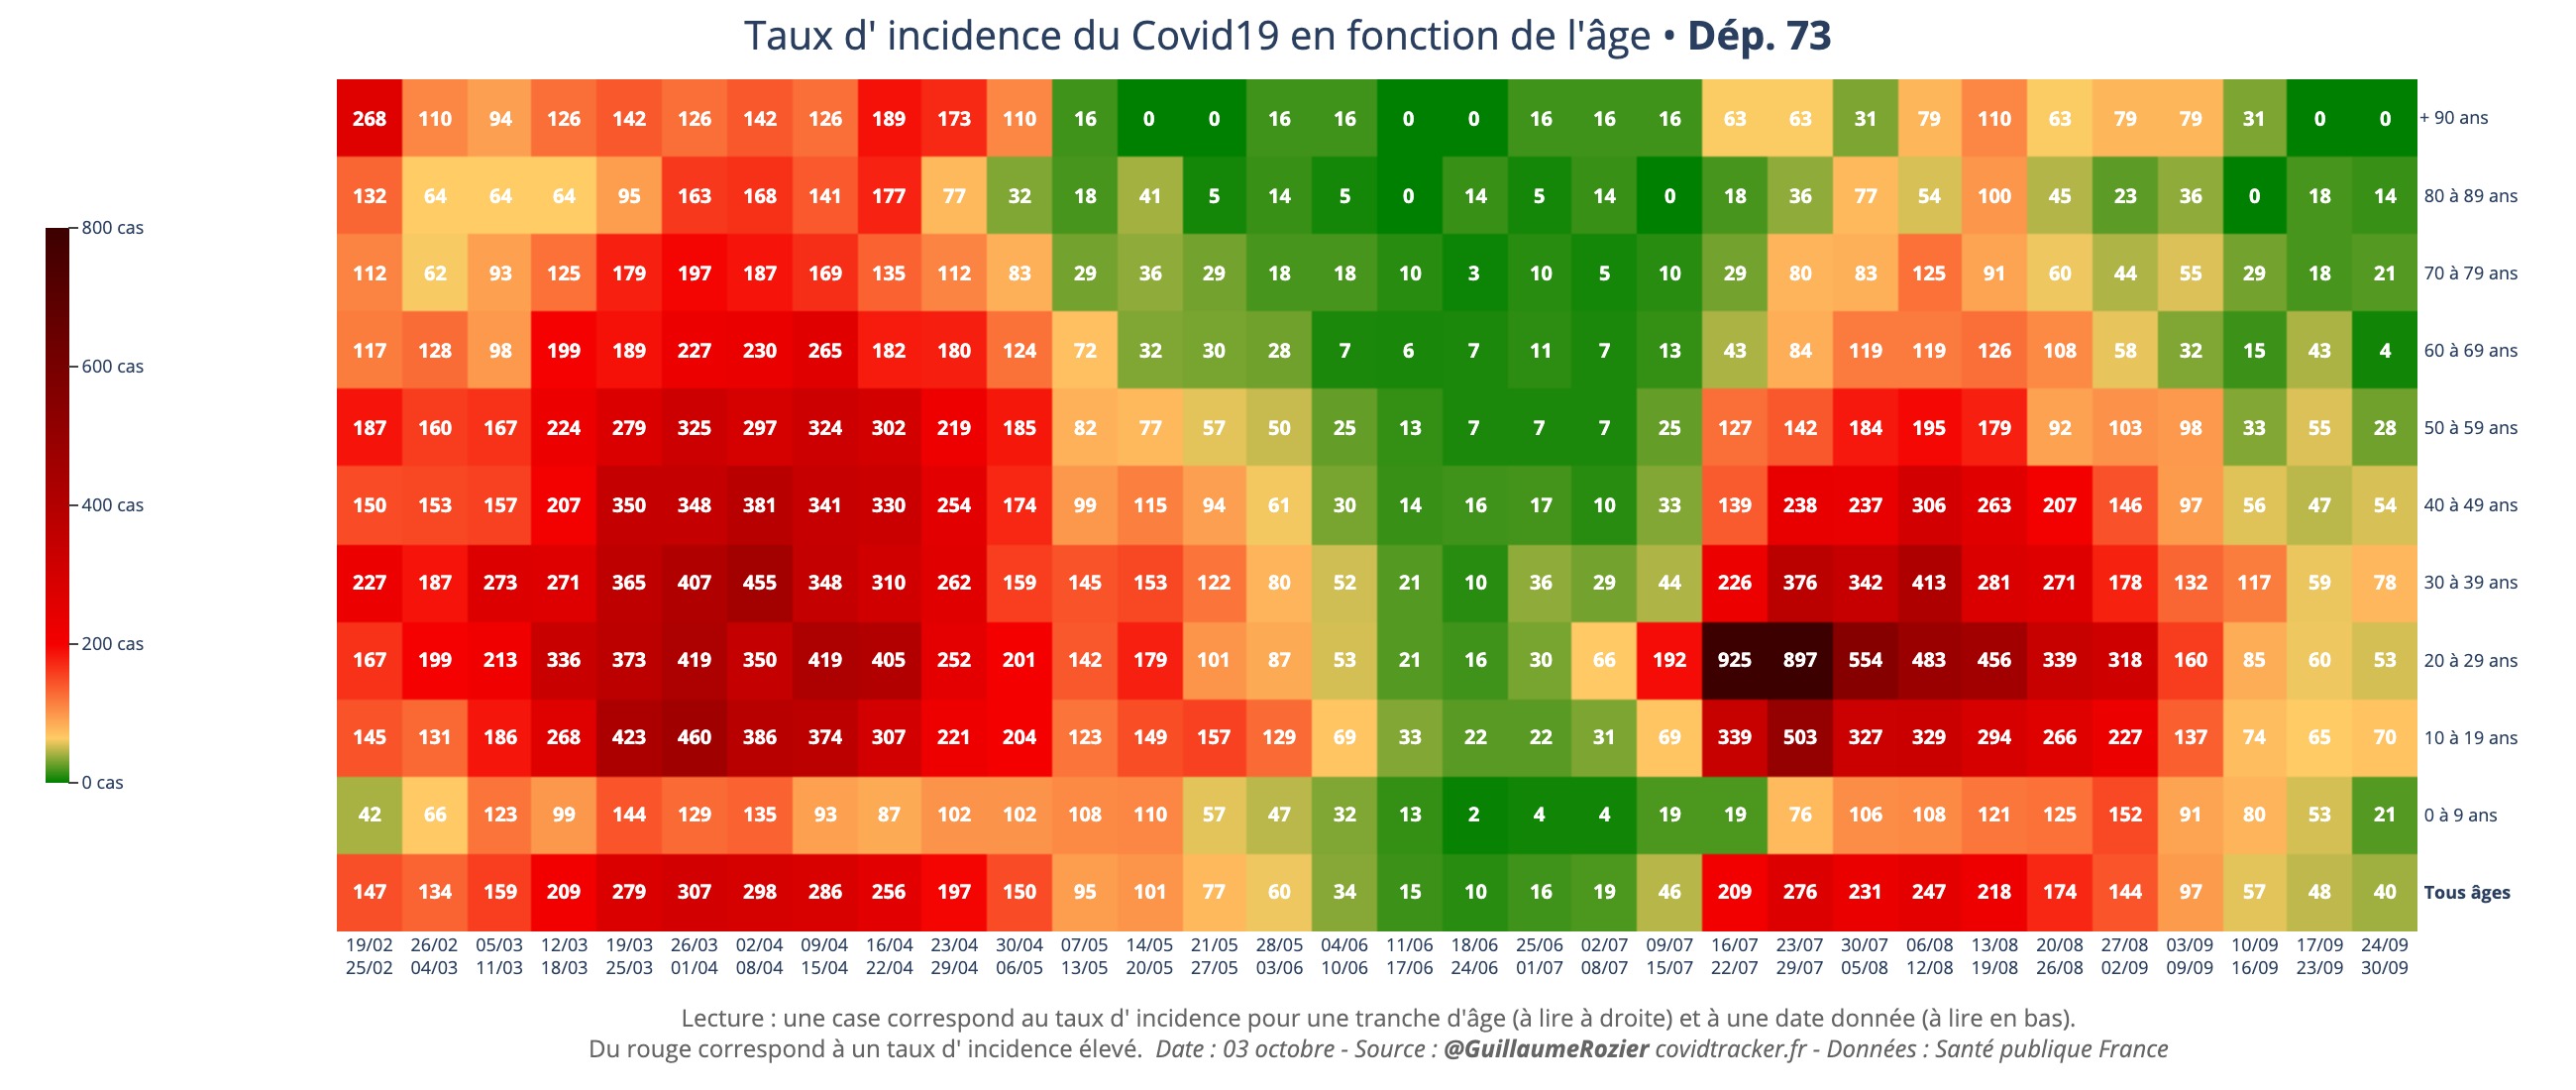 Taux d' incidence du Covid19 en fonction de l'âge • Dép. 73
268 110 94 126 142 126 142 126 189 173 110 16 0 0 16 16 0 0 16 16 16 63 63 31 79 110 63 79 79 31 0 0 + 90 ans
132 64 64 64 95 163 168 141 177 77 32 18 41 5 14 5 0 14 5 14 0 18 36 77 54 100 45 23 36 0 18 14 80 à 89 ans
112 62 93 125 179 197 187 169 135 112 83 29 36 29 18 18 10 3 10 5 10 29 80 83 125 91 60 44 55 29 18 21 70 à 79 ans
117 128 98 199 189 227 230 265 182 180 124 72 32 30 28 7 6 7 11 7 13 43 84 119 119 126 108 58 32 15 43 4 60 à 69 ans
187 160 167 224 279 325 297 324 302 219 185 82 77 57 50 25 13 7 7 7 25 127 142 184 195 179 92 103 98 33 55 28 50 à 59 ans
150 153 157 207 350 348 381 341 330 254 174 99 115 94 61 30 14 16 17 10 33 139 238 237 306 263 207 146 97 56 47 54 40 à 49 ans
227 187 273 271 365 407 455 348 310 262 159 145 153 122 80 52 21 10 36 29 44 226 376 342 413 281 271 178 132 117 59 78 30 à 39 ans
167 199 213 336 373 419 350 419 405 252 201 142 179 101 87 53 21 16 30 66 192 925 897 554 483 456 339 318 160 85 60 53 20 à 29 ans
145 131 186 268 423 460 386 374 307 221 204 123 149 157 129 69 33 22 22 31 69 339 503 327 329 294 266 227 137 74 65 70 10 à 19 ans
42 66 123 99 144 129 135 93 87 102 102 108 110 57 47 32 13 2 4 4 19 19 76 106 108 121 125 152 91 80 53 21 0 à 9 ans
147 134 159 209 279 307 298 286 256 197 150 95 101 77 60 34 15 10 16 19 46 209 276 231 247 218 174 144 97 57 48 40 Tous âges
19/02 26/02 05/03 12/03 19/03 26/03 02/04 09/04 16/04 23/04 30/04 07/05 14/05 21/05 28/05 04/06 11/06 18/06 25/06 02/07 09/07 16/07 23/07 30/07 06/08 13/08 20/08 27/08 03/09 10/09 17/09 24/09
25/02 04/03 11/03 18/03 25/03 01/04 08/04 15/04 22/04 29/04 06/05 13/05 20/05 27/05 03/06 10/06 17/06 24/06 01/07 08/07 15/07 22/07 29/07 05/08 12/08 19/08 26/08 02/09 09/09 16/09 23/09 30/09
800 cas
600 cas
400 cas
200 cas
0 cas
Lecture : une case correspond au taux d' incidence pour une tranche d'âge (à lire à droite) et à une date donnée (à lire en bas).
Du rouge correspond à un taux d' incidence élevé. Date : 03 octobre - Source : @GuillaumeRozier covidtracker.fr - Données : Santé publique France